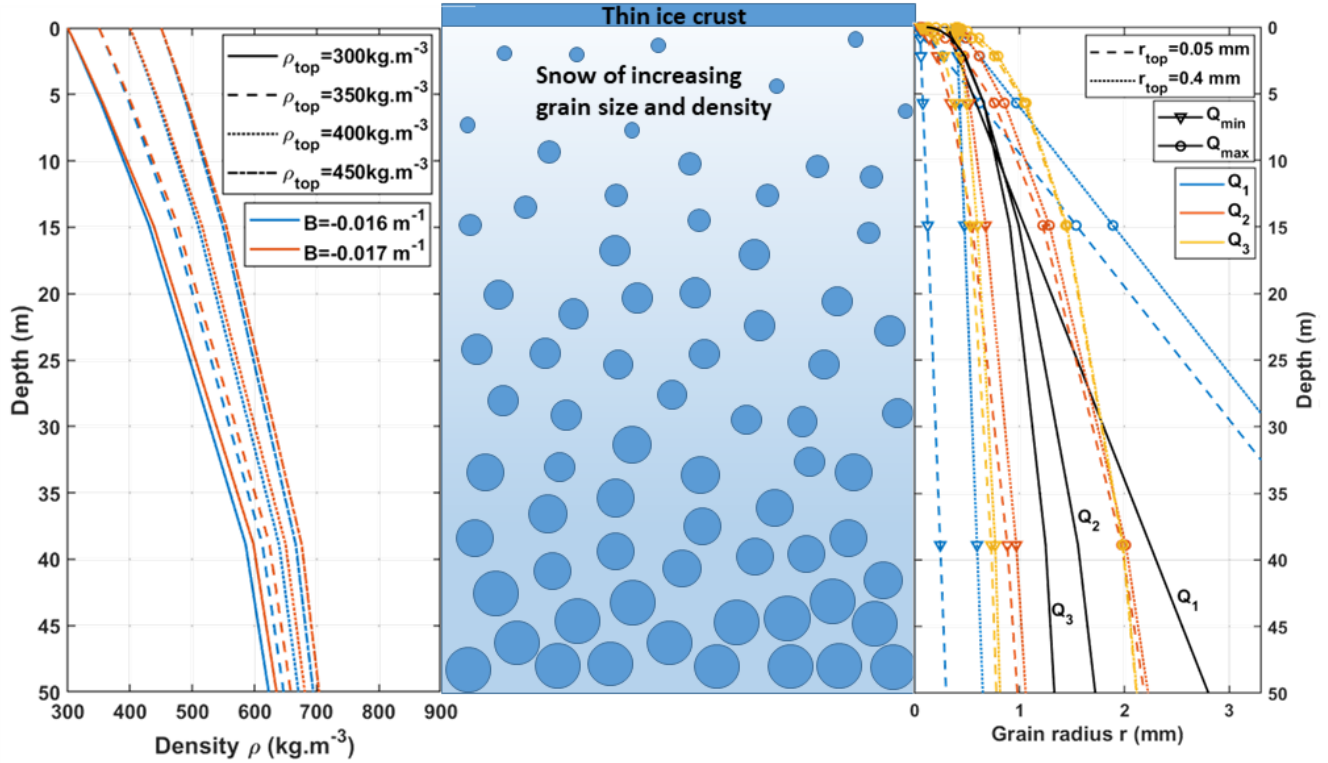 Thin ice crust
Snow of increasing
grain size and density
0
5
10
15
20
25
30
35
40
45
50
Depth (m)
300
400
500
600
700
800
900
Density ρ (kg.m⁻³)
ρtop=300kg.m⁻³
ρtop=350kg.m⁻³
ρtop=400kg.m⁻³
ρtop=450kg.m⁻³
B=-0.016 m⁻¹
B=-0.017 m⁻¹
rtop=0.05 mm
rtop=0.4 mm
Qmin
Qmax
Q1
Q2
Q3
Q2
Q3
Q1
0
5
10
15
20
25
30
35
40
45
50
Depth (m)
0
1
2
3
Grain radius r (mm)